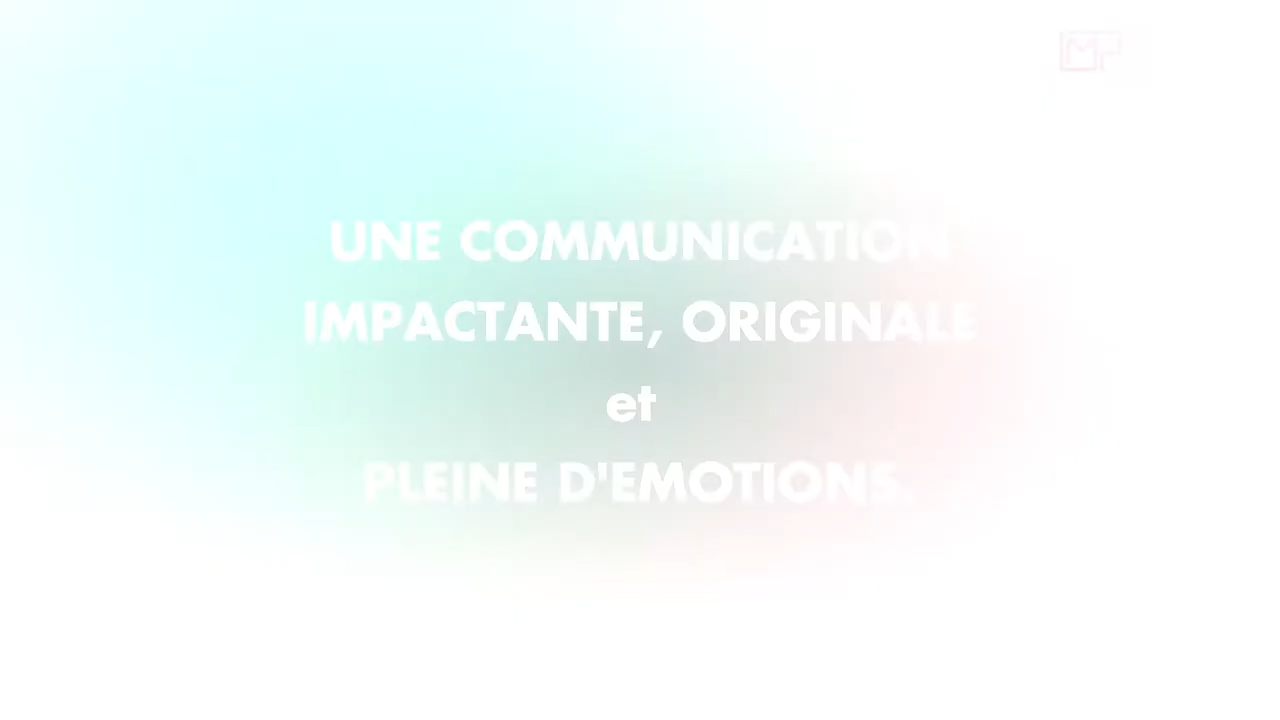 UNE COMMUNICATION
IMPACTANTE, ORIGINALE
et
PLEINE D'EMOTIONS.